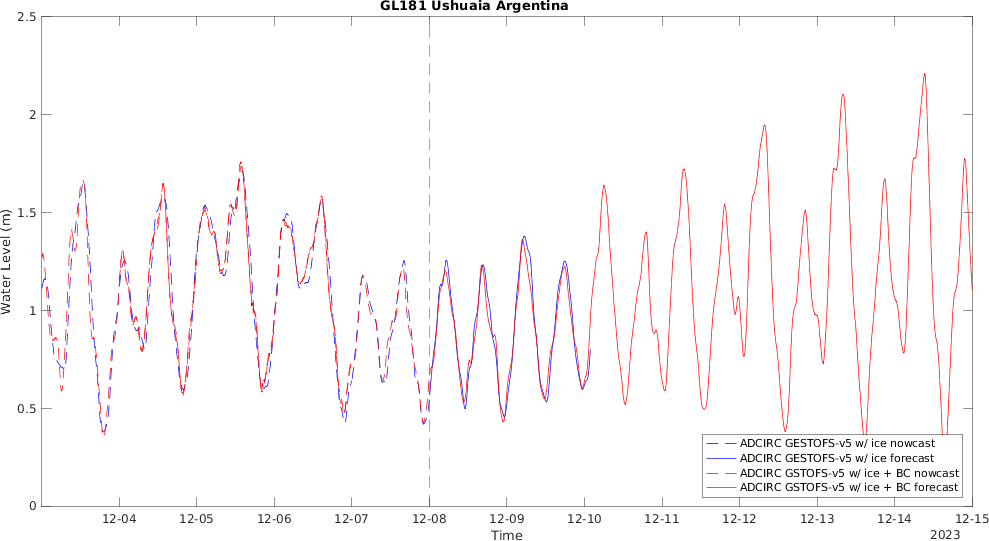 GL181 Ushuaia Argentina
2.5
2
1.5
1
0.5
0
Water Level (m)
12-04 12-05 12-06 12-07 12-08 12-09 12-10 12-11 12-12 12-13 12-14 12-15
Time
2023
ADCIRC GESTOFS-v5 w/ ice nowcast
ADCIRC GESTOFS-v5 w/ ice forecast
ADCIRC GSTOFS-v5 w/ ice + BC nowcast
ADCIRC GSTOFS-v5 w/ ice + BC forecast